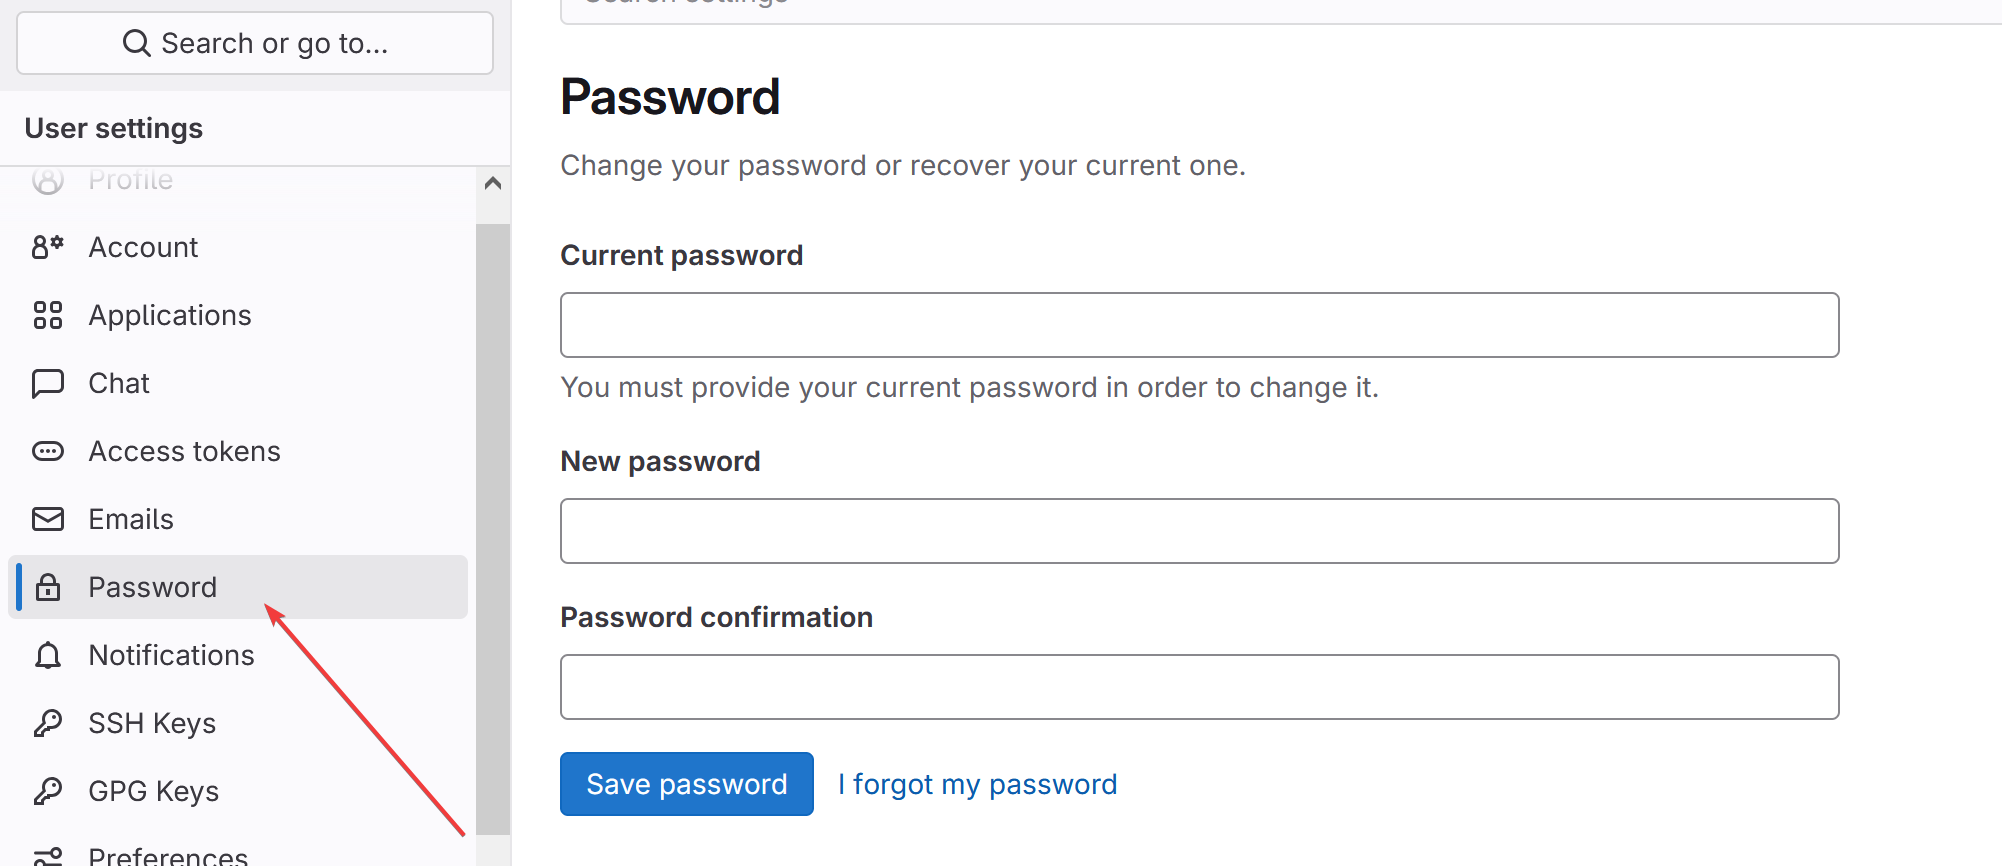 Search or go to...
User settings
Profile
Account
Applications
Chat
Access tokens
Emails
Password
Notifications
SSH Keys
GPG Keys
Preferences
Search settings
Password
Change your password or recover your current one.
Current password
You must provide your current password in order to change it.
New password
Password confirmation
Save password
I forgot my password